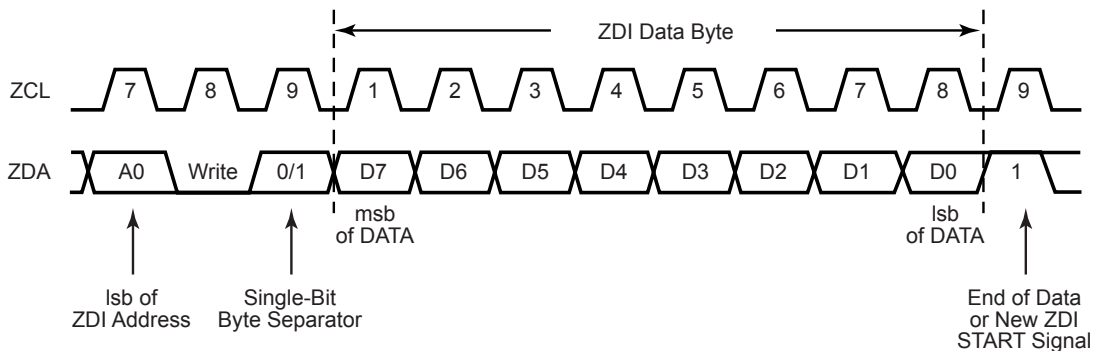 ZDI Data Byte
ZCL 7 8 9 1 2 3 4 5 6 7 8 9
ZDA A0 Write 0/1 D7 D6 D5 D4 D3 D2 D1 D0 1
msb
of DATA
lsb
of DATA
lsb of
ZDI Address
Single-Bit
Byte Separator
End of Data
or New ZDI
START Signal